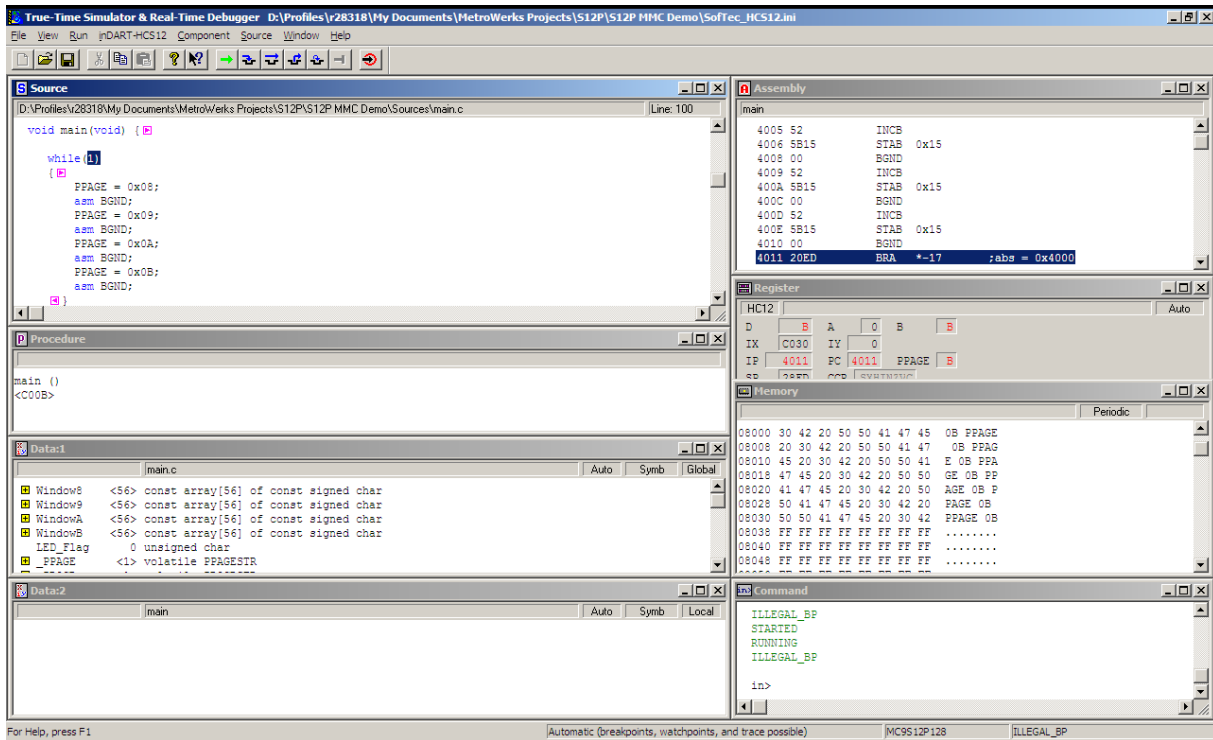 True-Time Simulator & Real-Time Debugger D:\Profiles\r28318\My Documents\MetroWerks Projects\S12P\S12P MMC Demo\SofTec_HCS12.ini
File View Run inDART-HCS12 Component Source Window Help
Source
D:\Profiles\r28318\My Documents\MetroWerks Projects\S12P\S12P MMC Demo\Sources\main.c Line: 100
void main(void) {
while(1)
{
PPAGE = 0x08;
asm BGND;
PPAGE = 0x09;
asm BGND;
PPAGE = 0x0A;
asm BGND;
PPAGE = 0x0B;
asm BGND;
}
Procedure
main ()
<C00B>
Data:1
main.c Auto Symb Global
Window8 <56> const array[56] of const signed char
Window9 <56> const array[56] of const signed char
WindowA <56> const array[56] of const signed char
WindowB <56> const array[56] of const signed char
LED_Flag 0 unsigned char
_PPAGE <1> volatile PPAGESTR
Data:2
main Auto Symb Local
Assembly
main
4005 52 INCB
4006 5B15 STAB 0x15
4008 00 BGND
4009 52 INCB
400A 5B15 STAB 0x15
400C 00 BGND
400D 52 INCB
400E 5B15 STAB 0x15
4010 00 BGND
4011 20ED BRA *-17 ;abs = 0x4000
Register
HC12 Auto
D B A 0 B B
IX C030 IY 0
IP 4011 PC 4011 PPAGE B
Memory
Periodic
08000 30 42 20 50 50 41 47 45 0B PPAGE
08008 20 30 42 20 50 50 41 47 0B PPAG
08010 45 20 30 42 20 50 50 41 E 0B PPA
08018 47 45 20 30 42 20 50 50 GE 0B PP
08020 41 47 45 20 30 42 20 50 AGE 0B P
08028 50 41 47 45 20 30 42 20 PAGE 0B
08030 50 50 41 47 45 20 30 42 PPAGE 0B
08038 FF FF FF FF FF FF FF FF ........
08040 FF FF FF FF FF FF FF FF ........
08048 FF FF FF FF FF FF FF FF ........
Command
ILLEGAL_BP
STARTED
RUNNING
ILLEGAL_BP
in>
For Help, press F1 Automatic (breakpoints, watchpoints, and trace possible) MC9S12P128 ILLEGAL_BP